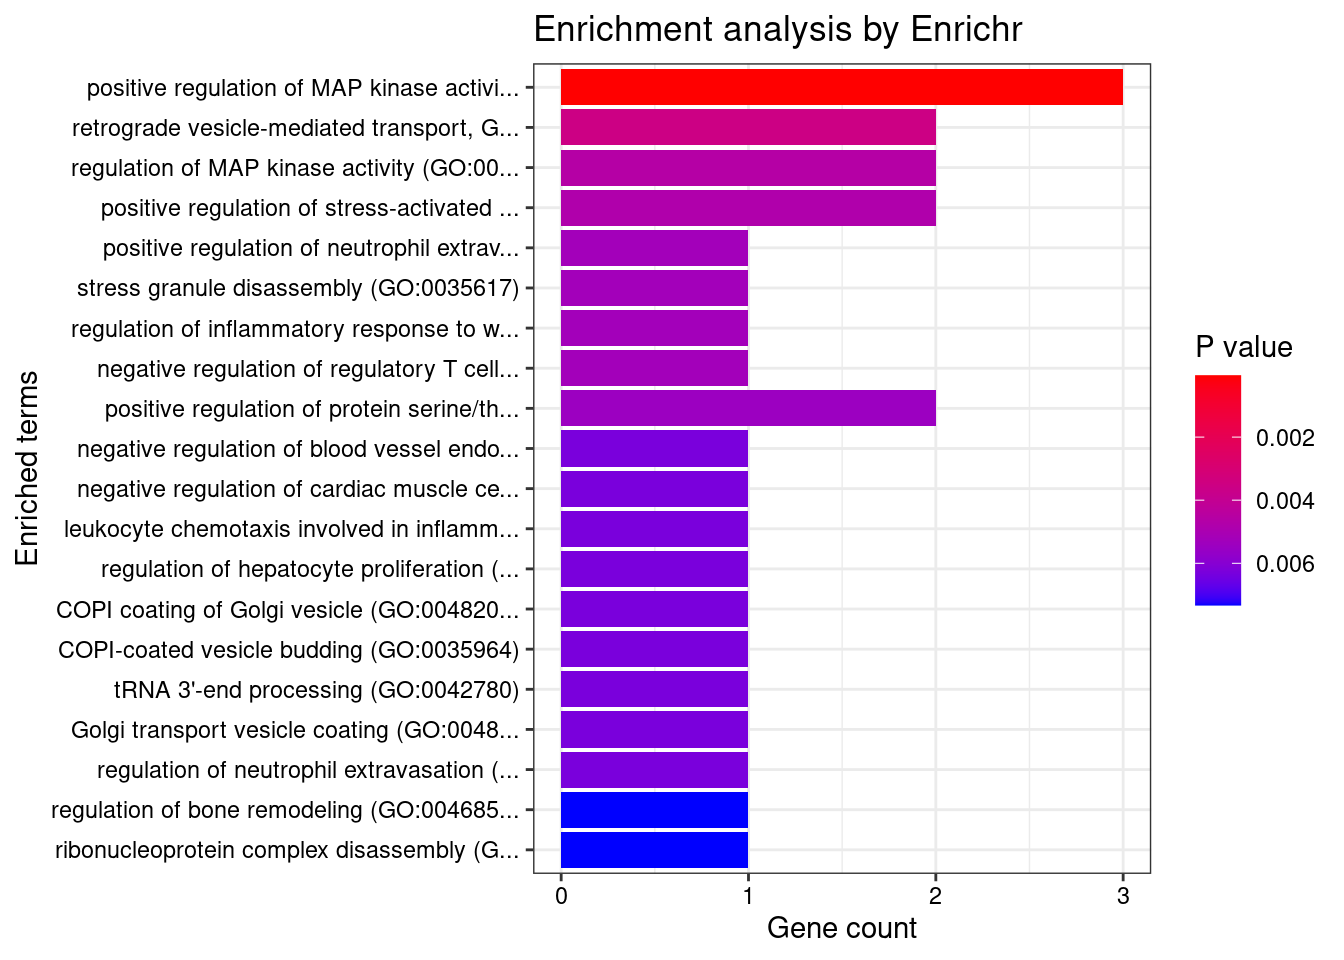 Enrichment analysis by Enrichr
positive regulation of MAP kinase activi...
retrograde vesicle-mediated transport, G...
regulation of MAP kinase activity (GO:00...
positive regulation of stress-activated ...
positive regulation of neutrophil extrav...
stress granule disassembly (GO:0035617)
regulation of inflammatory response to w...
negative regulation of regulatory T cell...
positive regulation of protein serine/th...
negative regulation of blood vessel endo...
negative regulation of cardiac muscle ce...
leukocyte chemotaxis involved in inflamm...
regulation of hepatocyte proliferation (...
COPI coating of Golgi vesicle (GO:004820...
COPI-coated vesicle budding (GO:0035964)
tRNA 3'-end processing (GO:0042780)
Golgi transport vesicle coating (GO:0048...
regulation of neutrophil extravasation (...
regulation of bone remodeling (GO:004685...
ribonucleoprotein complex disassembly (G...
Enriched terms
0 1 2 3
Gene count
P value
0.002
0.004
0.006